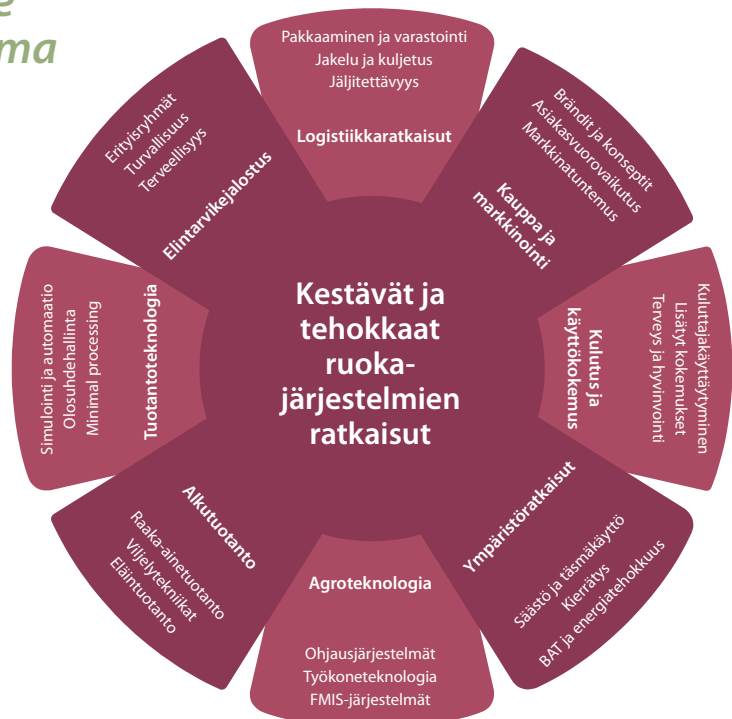 e
ma
Pakkaaminen ja varastointi
Jakelu ja kuljetus
Jäljitettävyys
Logistiikkaratkaisut
Brändit ja konseptit
Asiakasvuorovaikutus
Markkinatuntemus
Kauppa ja
markkinointi
Kuluttajakäyttäytyminen
Lisätyt kokemukset
Terveys ja hyvinvointi
Kulutus ja
käyttökokemus
Ympäristöratkaisut
Säästö ja täsmäkäyttö
Kierrätys
BAT ja energiatehokkuus
Agroteknologia
Ohjausjärjestelmät
Työkoneteknologia
FMIS-järjestelmät
Alkutuotanto
Raaka-ainetuotanto
Viljelytekniikat
Eläintuotanto
Simulointi ja automaatio
Olosuhdehallinta
Minimal processing
Tuotantoteknologia
Erityisryhmät
Turvallisuus
Terveellisyys
Elintarvikejalostus
Kestävät ja
tehokkaat
ruoka-
järjestelmien
ratkaisut